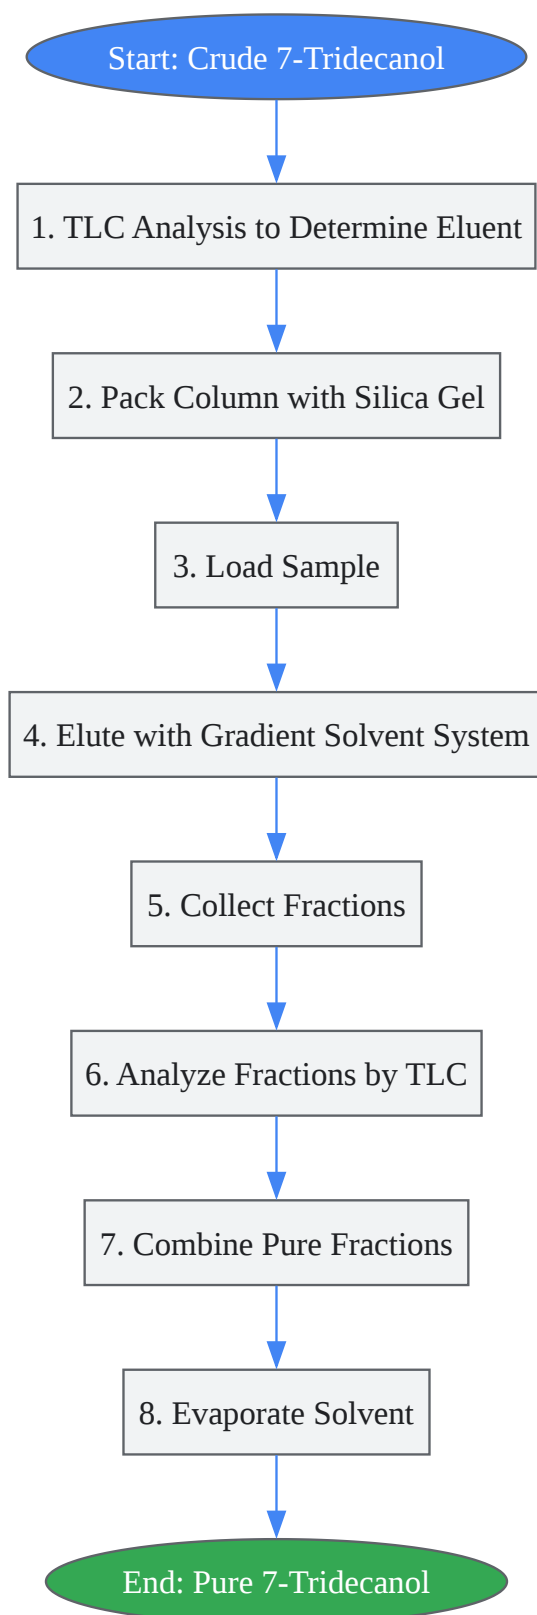 Start: Crude 7-Tridecanol
1. TLC Analysis to Determine Eluent
2. Pack Column with Silica Gel
3. Load Sample
4. Elute with Gradient Solvent System
5. Collect Fractions
6. Analyze Fractions by TLC
7. Combine Pure Fractions
8. Evaporate Solvent
End: Pure 7-Tridecanol